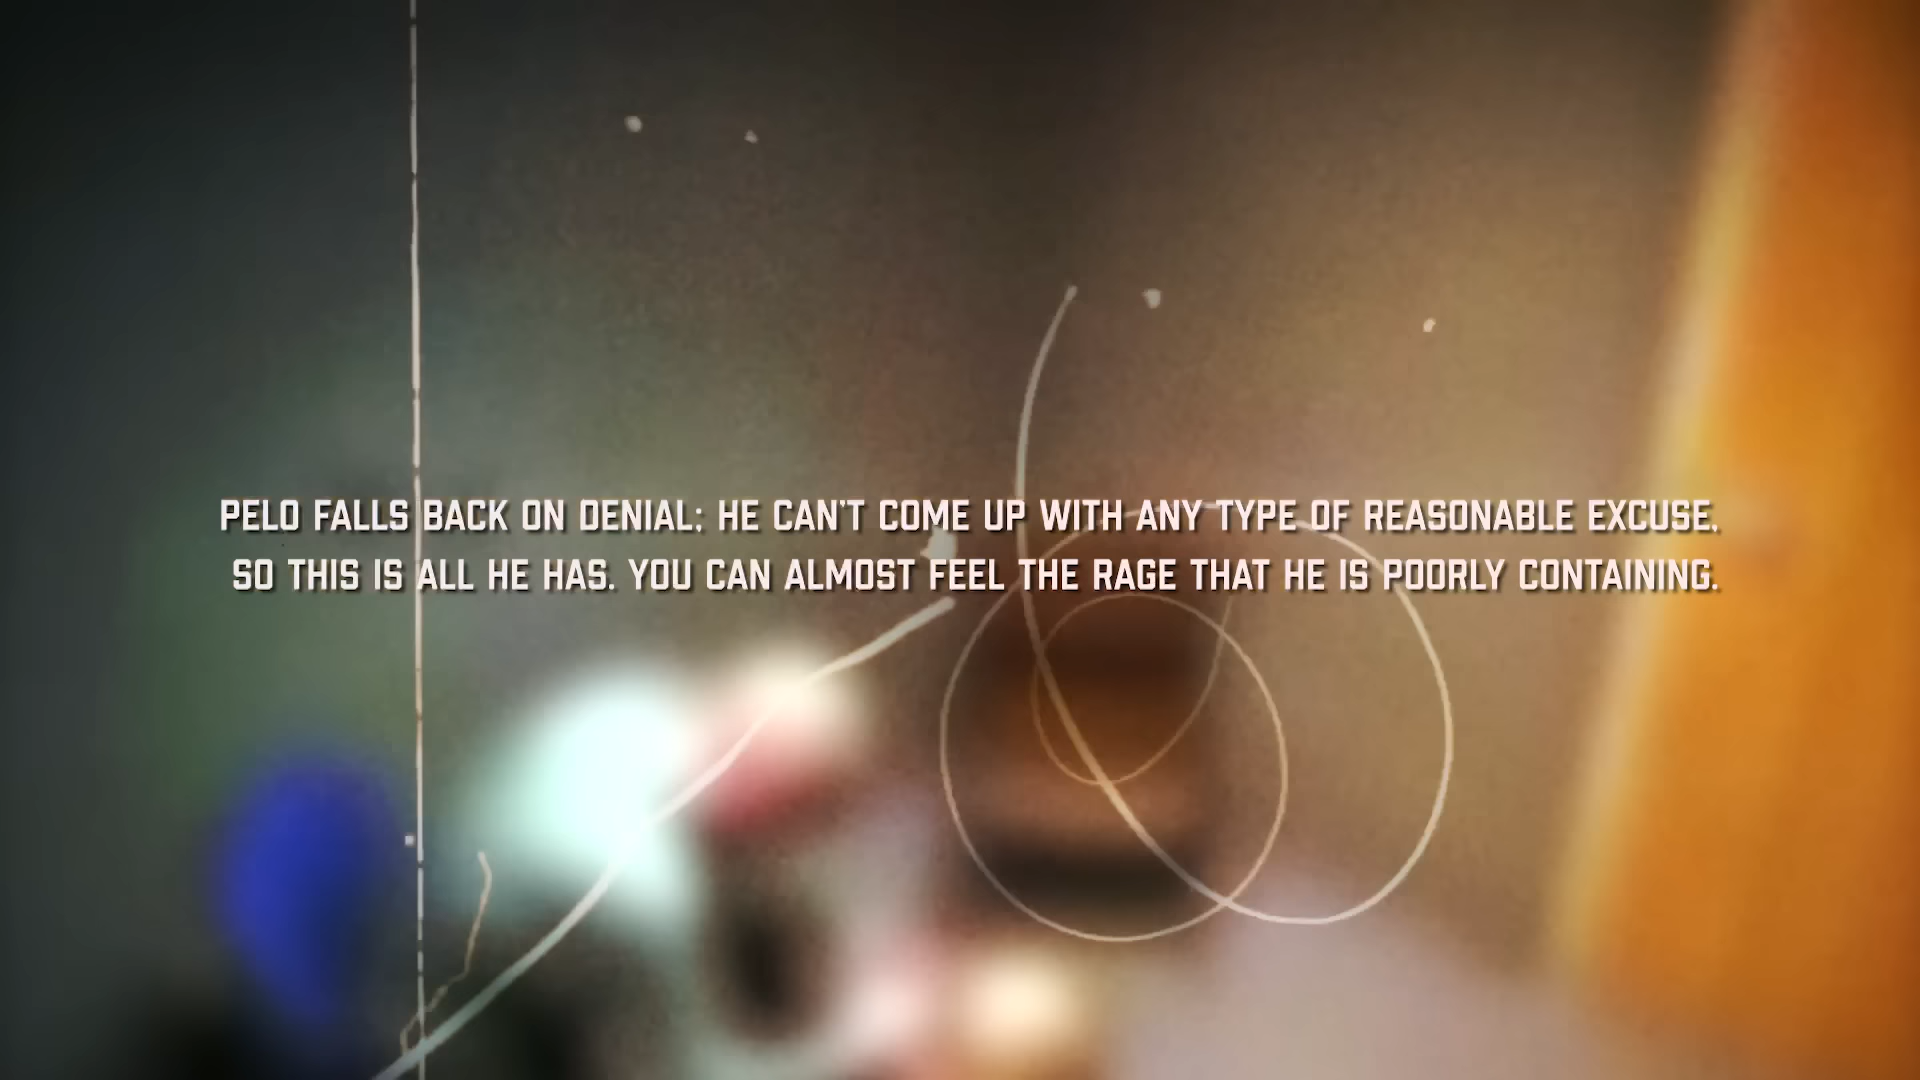 PELO FALLS BACK ON DENIAL; HE CAN'T COME UP WITH ANY TYPE OF REASONABLE EXCUSE,
SO THIS IS ALL HE HAS. YOU CAN ALMOST FEEL THE RAGE THAT HE IS POORLY CONTAINING.